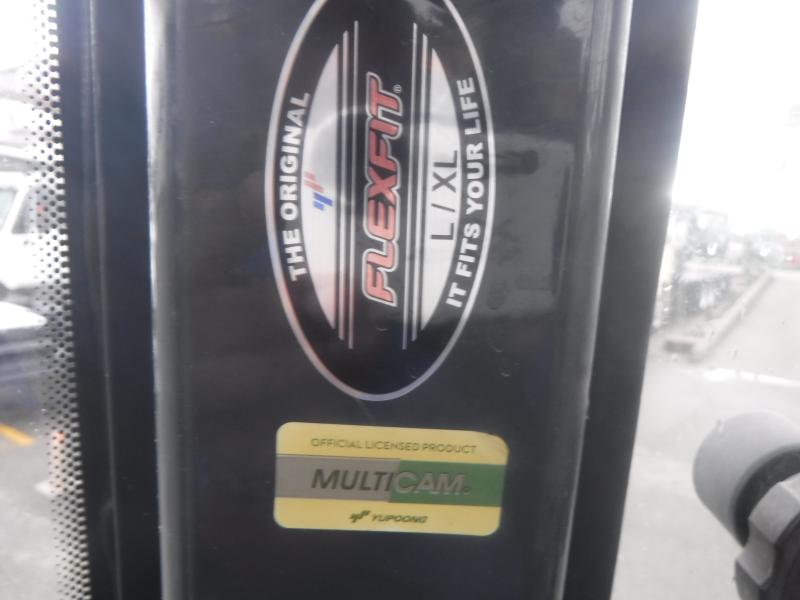 THE ORIGINAL
FLEXFIT®
L / XL
IT FITS YOUR LIFE
OFFICIAL LICENSED PRODUCT
MULTICAM®
YUPOONG